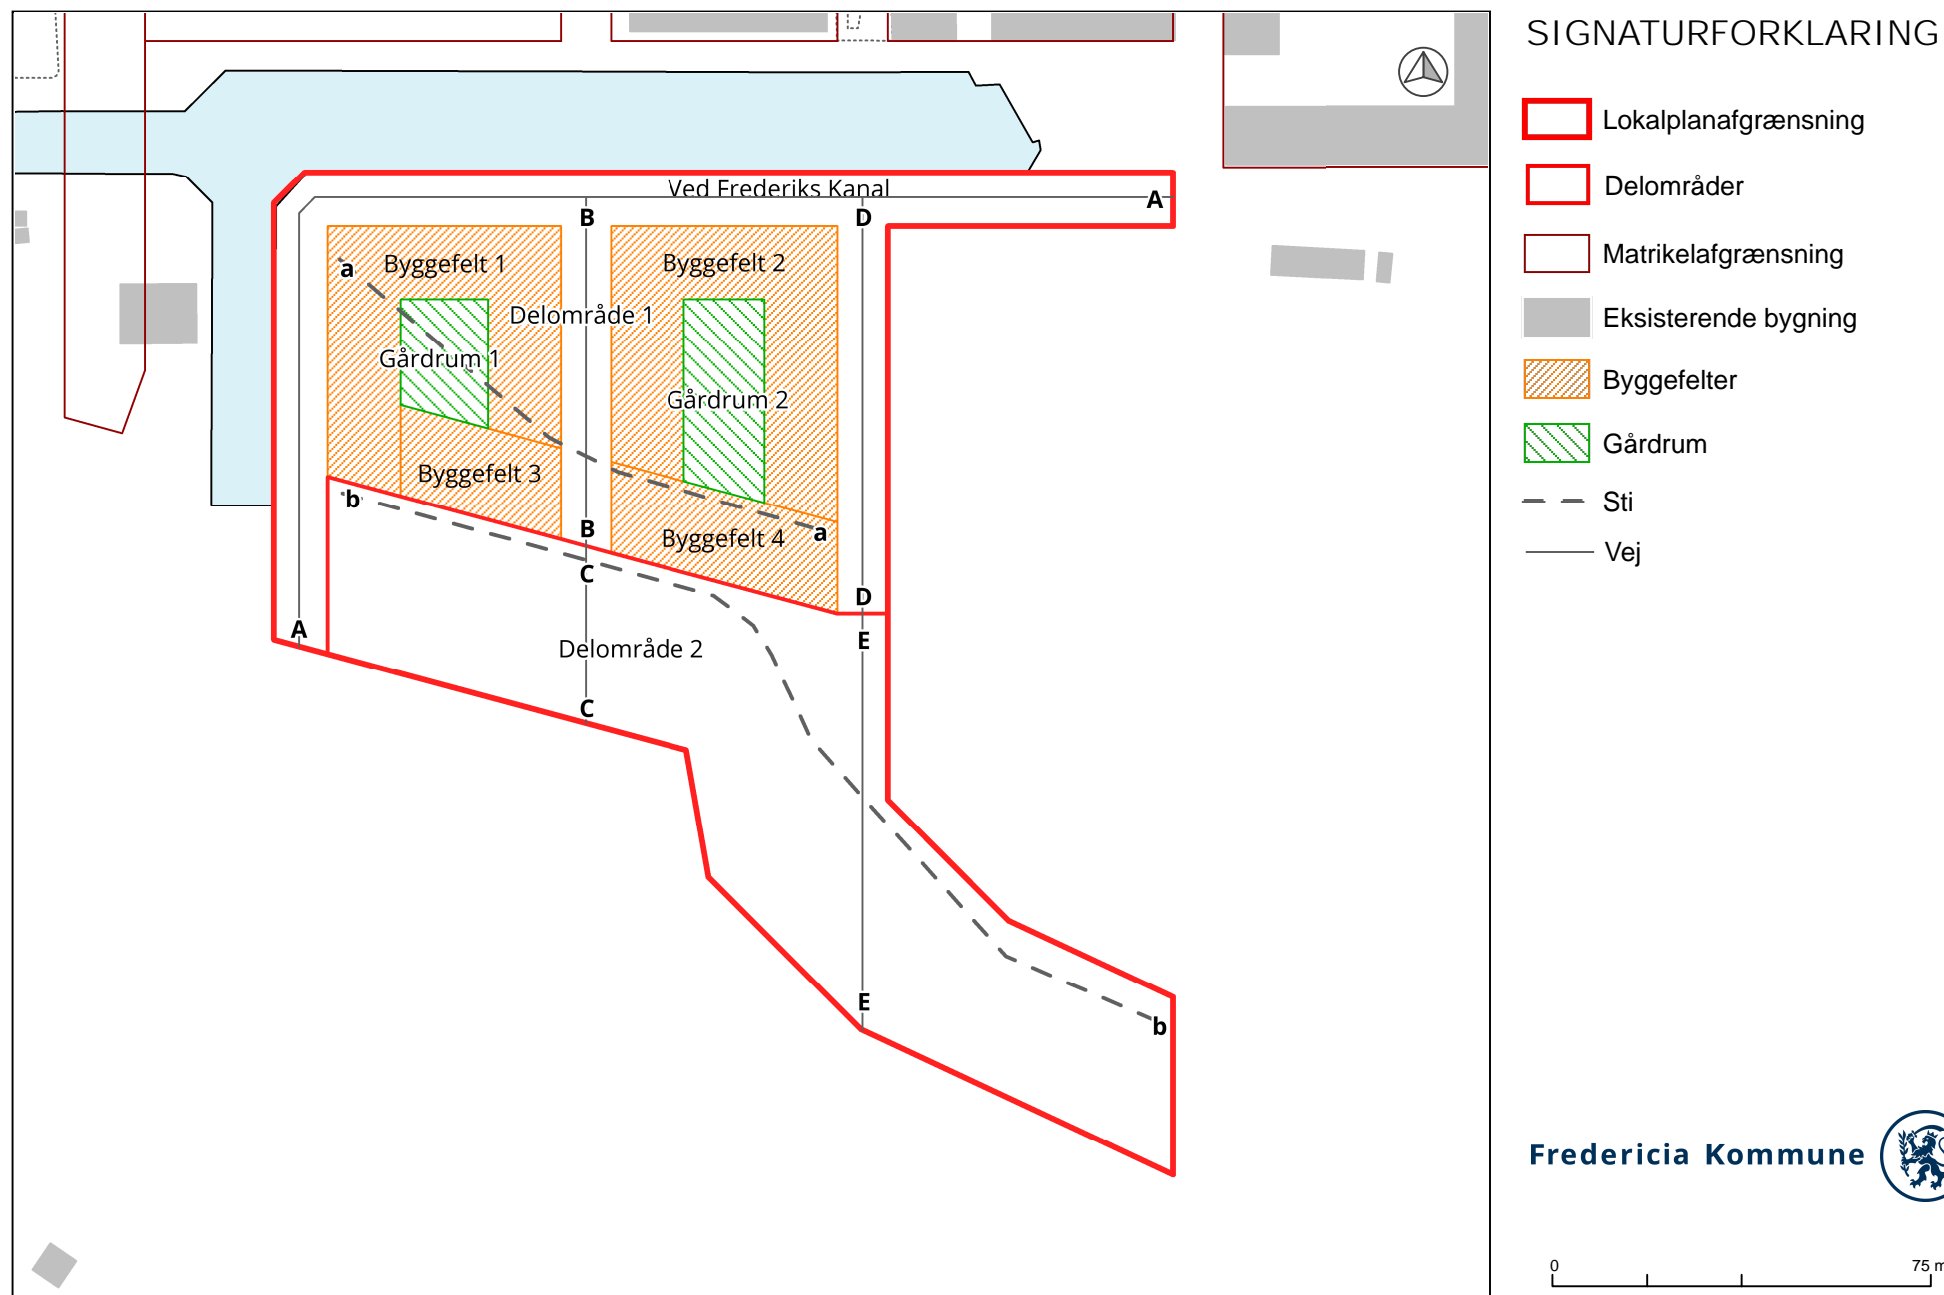 SIGNATURFORKLARING
Lokalplanafgrænsning
Delområder
Matrikelafgrænsning
Eksisterende bygning
Byggefelter
Gårdrum
Sti
Vej
Ved Frederiks Kanal
A
B
D
a
Byggefelt 1
Byggefelt 2
Delområde 1
Gårdrum 1
Gårdrum 2
Byggefelt 3
b
B
a
Byggefelt 4
C
D
A
E
Delområde 2
C
E
b
Fredericia Kommune
0
75 m